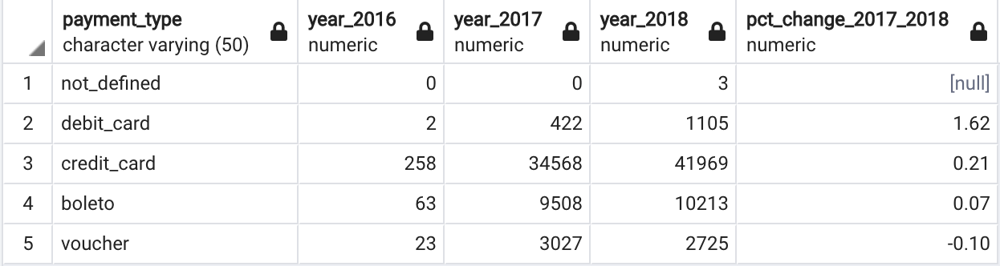 payment_type year_2016 year_2017 year_2018 pct_change_2017_2018
character varying (50) numeric numeric numeric numeric
1 not_defined 0 0 3 [null]
2 debit_card 2 422 1105 1.62
3 credit_card 258 34568 41969 0.21
4 boleto 63 9508 10213 0.07
5 voucher 23 3027 2725 -0.10